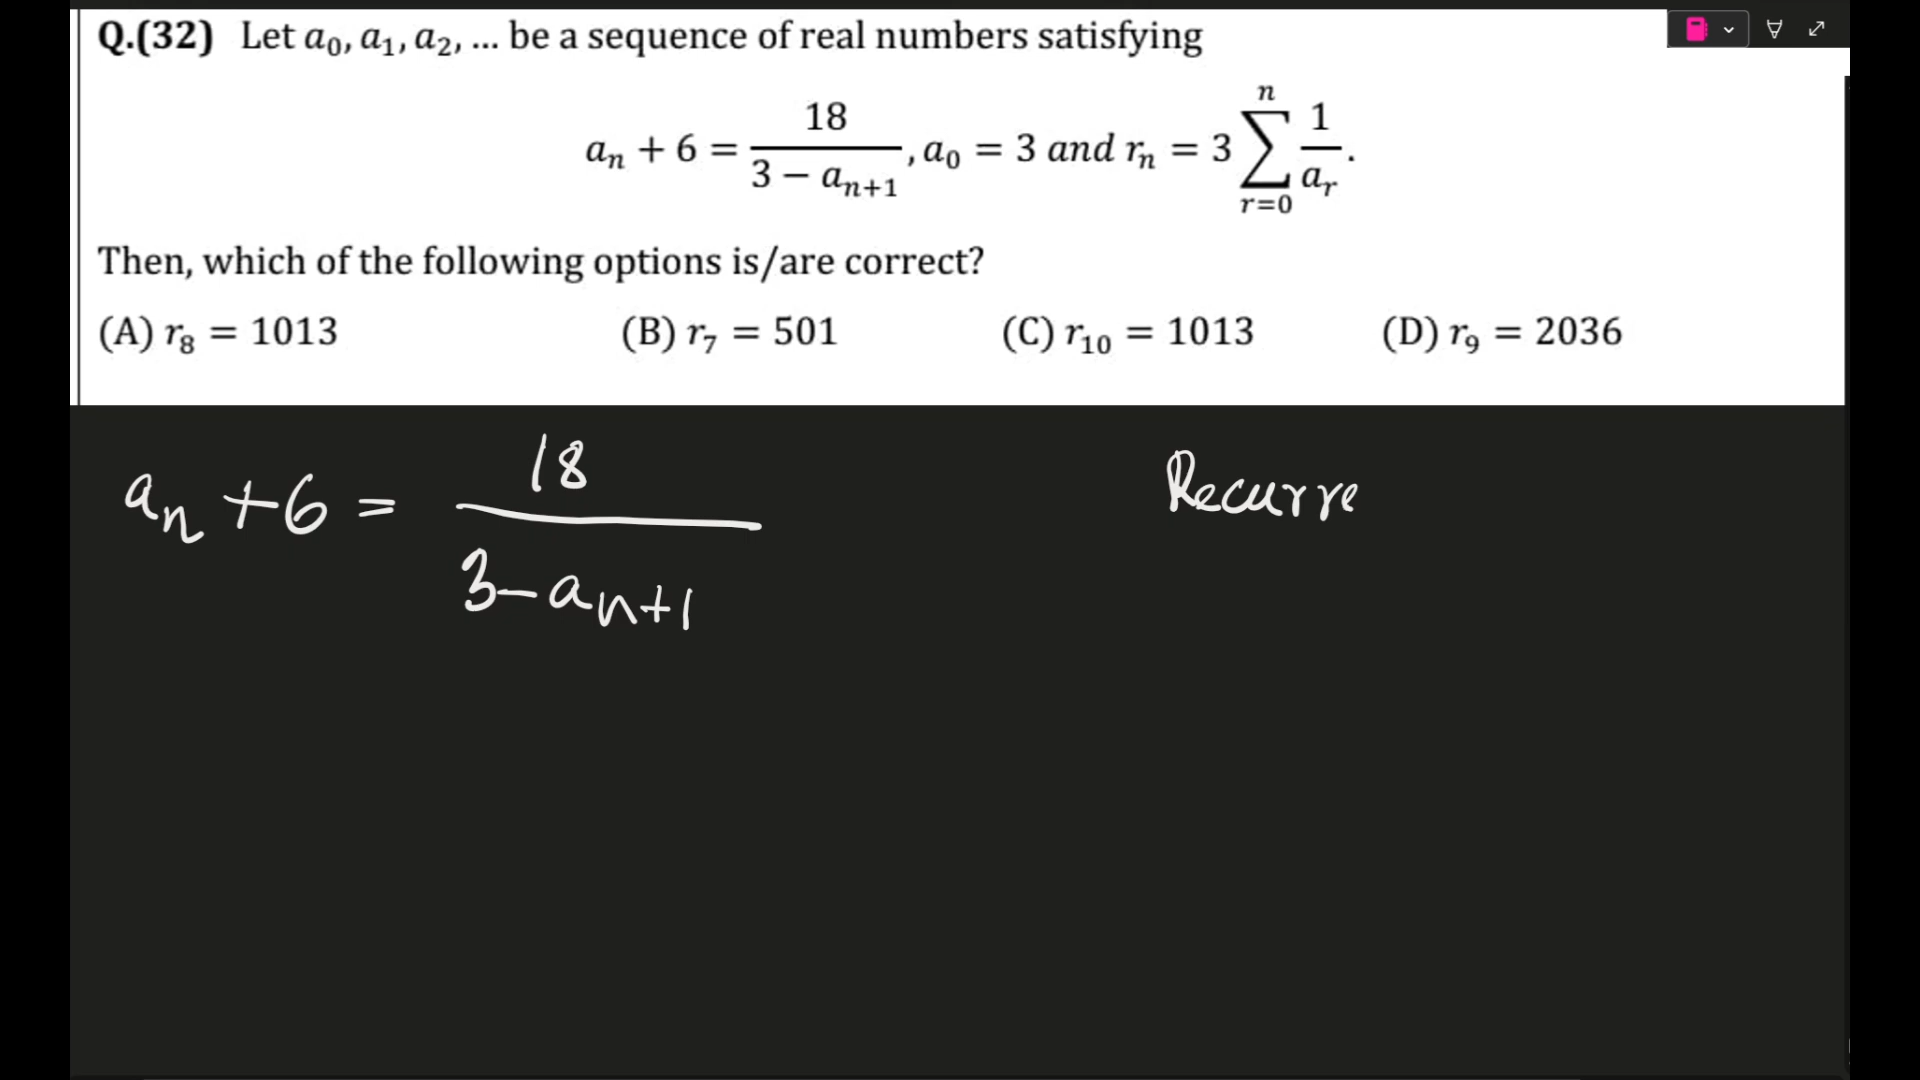 Q.(32) Let a₀, a₁, a₂, ... be a sequence of real numbers satisfying
aₙ + 6 = 18 / (3 − aₙ₊₁), a₀ = 3 and rₙ = 3 ∑ⁿᵣ₌₀ 1/aᵣ.
Then, which of the following options is/are correct?
(A) r₈ = 1013 (B) r₇ = 501 (C) r₁₀ = 1013 (D) r₉ = 2036
aₙ + 6 = 18 / (3 − aₙ₊₁) Recurre